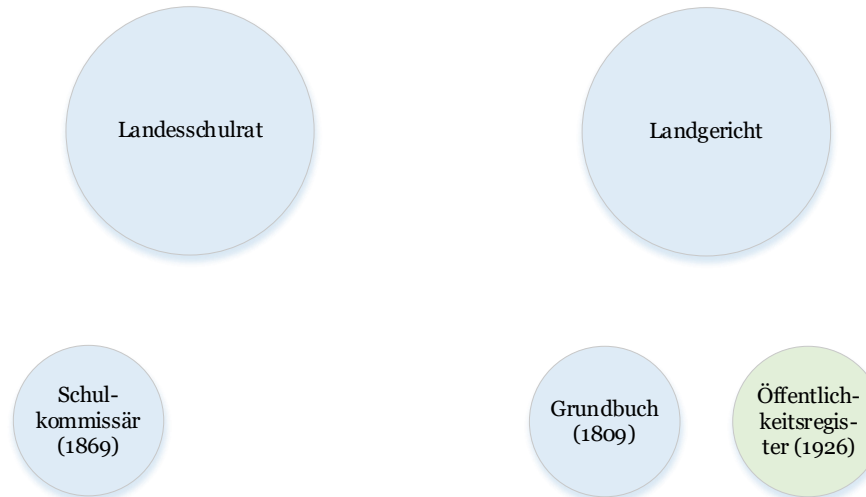 Landesschulrat
Landgericht
Schul-
kommissär
(1869)
Grundbuch
(1809)
Öffentlich-
keitsregis-
ter (1926)